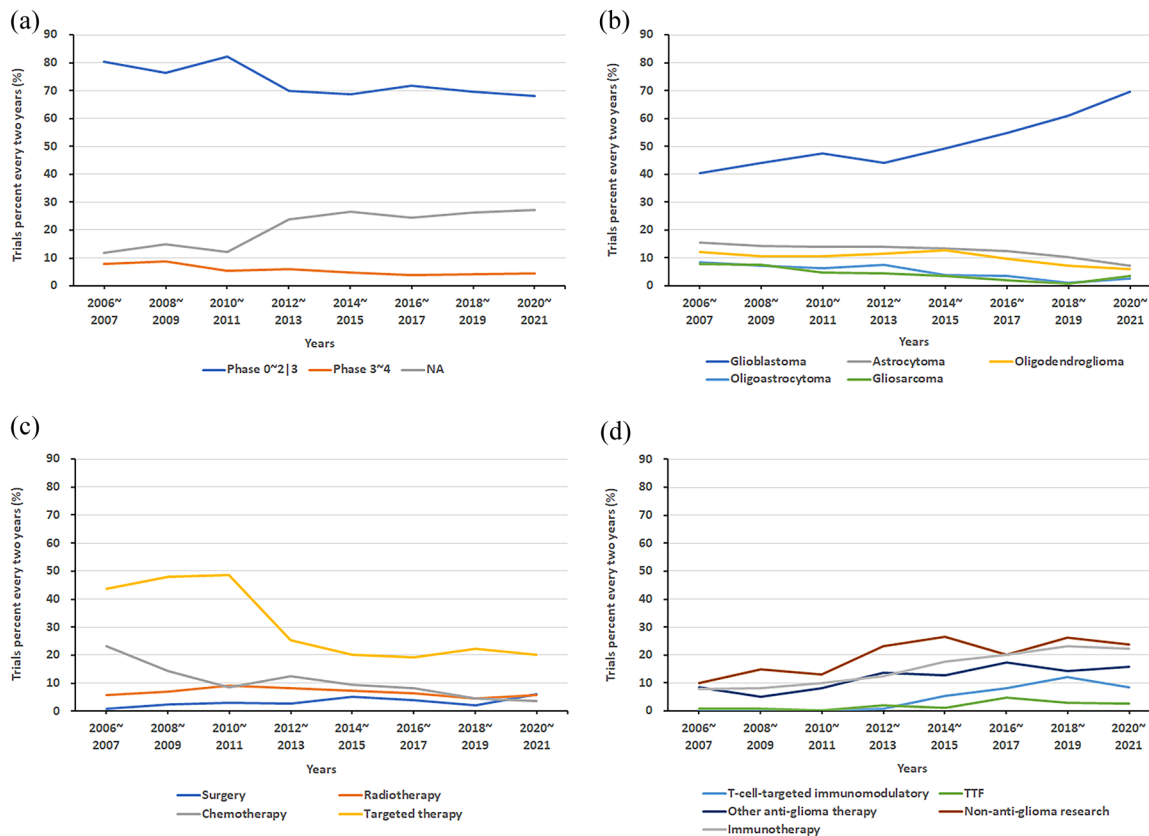 (a)
Trials percent every two years (%)
90
80
70
60
50
40
30
20
10
0
2006~ 2008~ 2010~ 2012~ 2014~ 2016~ 2018~ 2020~
2007 2009 2011 2013 2015 2017 2019 2021
Years
Phase 0~2|3 Phase 3~4 NA
(b)
Trials percent every two years (%)
90
80
70
60
50
40
30
20
10
0
2006~ 2008~ 2010~ 2012~ 2014~ 2016~ 2018~ 2020~
2007 2009 2011 2013 2015 2017 2019 2021
Years
Glioblastoma Astrocytoma Oligodendroglioma
Oligoastrocytoma Gliosarcoma
(c)
Trials percent every two years (%)
90
80
70
60
50
40
30
20
10
0
2006~ 2008~ 2010~ 2012~ 2014~ 2016~ 2018~ 2020~
2007 2009 2011 2013 2015 2017 2019 2021
Years
Surgery Radiotherapy
Chemotherapy Targeted therapy
(d)
Trials percent every two years (%)
90
80
70
60
50
40
30
20
10
0
2006~ 2008~ 2010~ 2012~ 2014~ 2016~ 2018~ 2020~
2007 2009 2011 2013 2015 2017 2019 2021
Years
T-cell-targeted immunomodulatory TTF
Other anti-glioma therapy Non-anti-glioma research
Immunotherapy